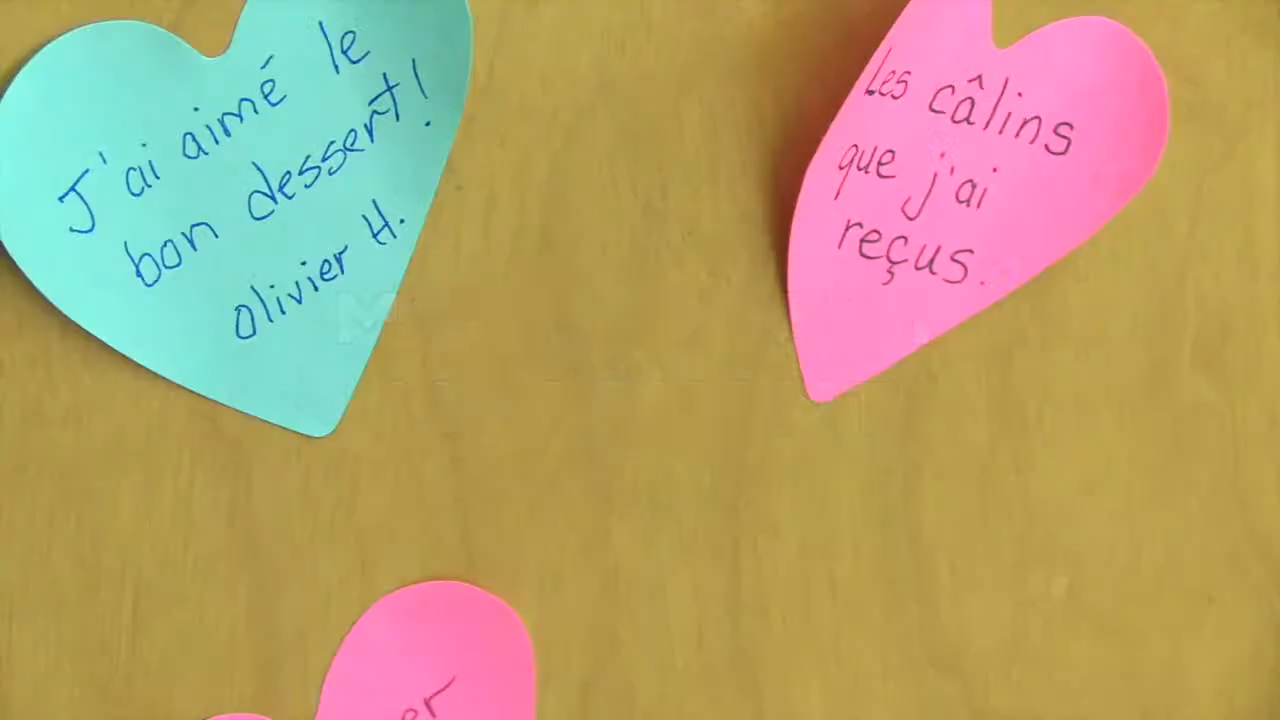 J'ai aimé le
bon dessert!
Olivier H.
Les câlins
que j'ai
reçus.